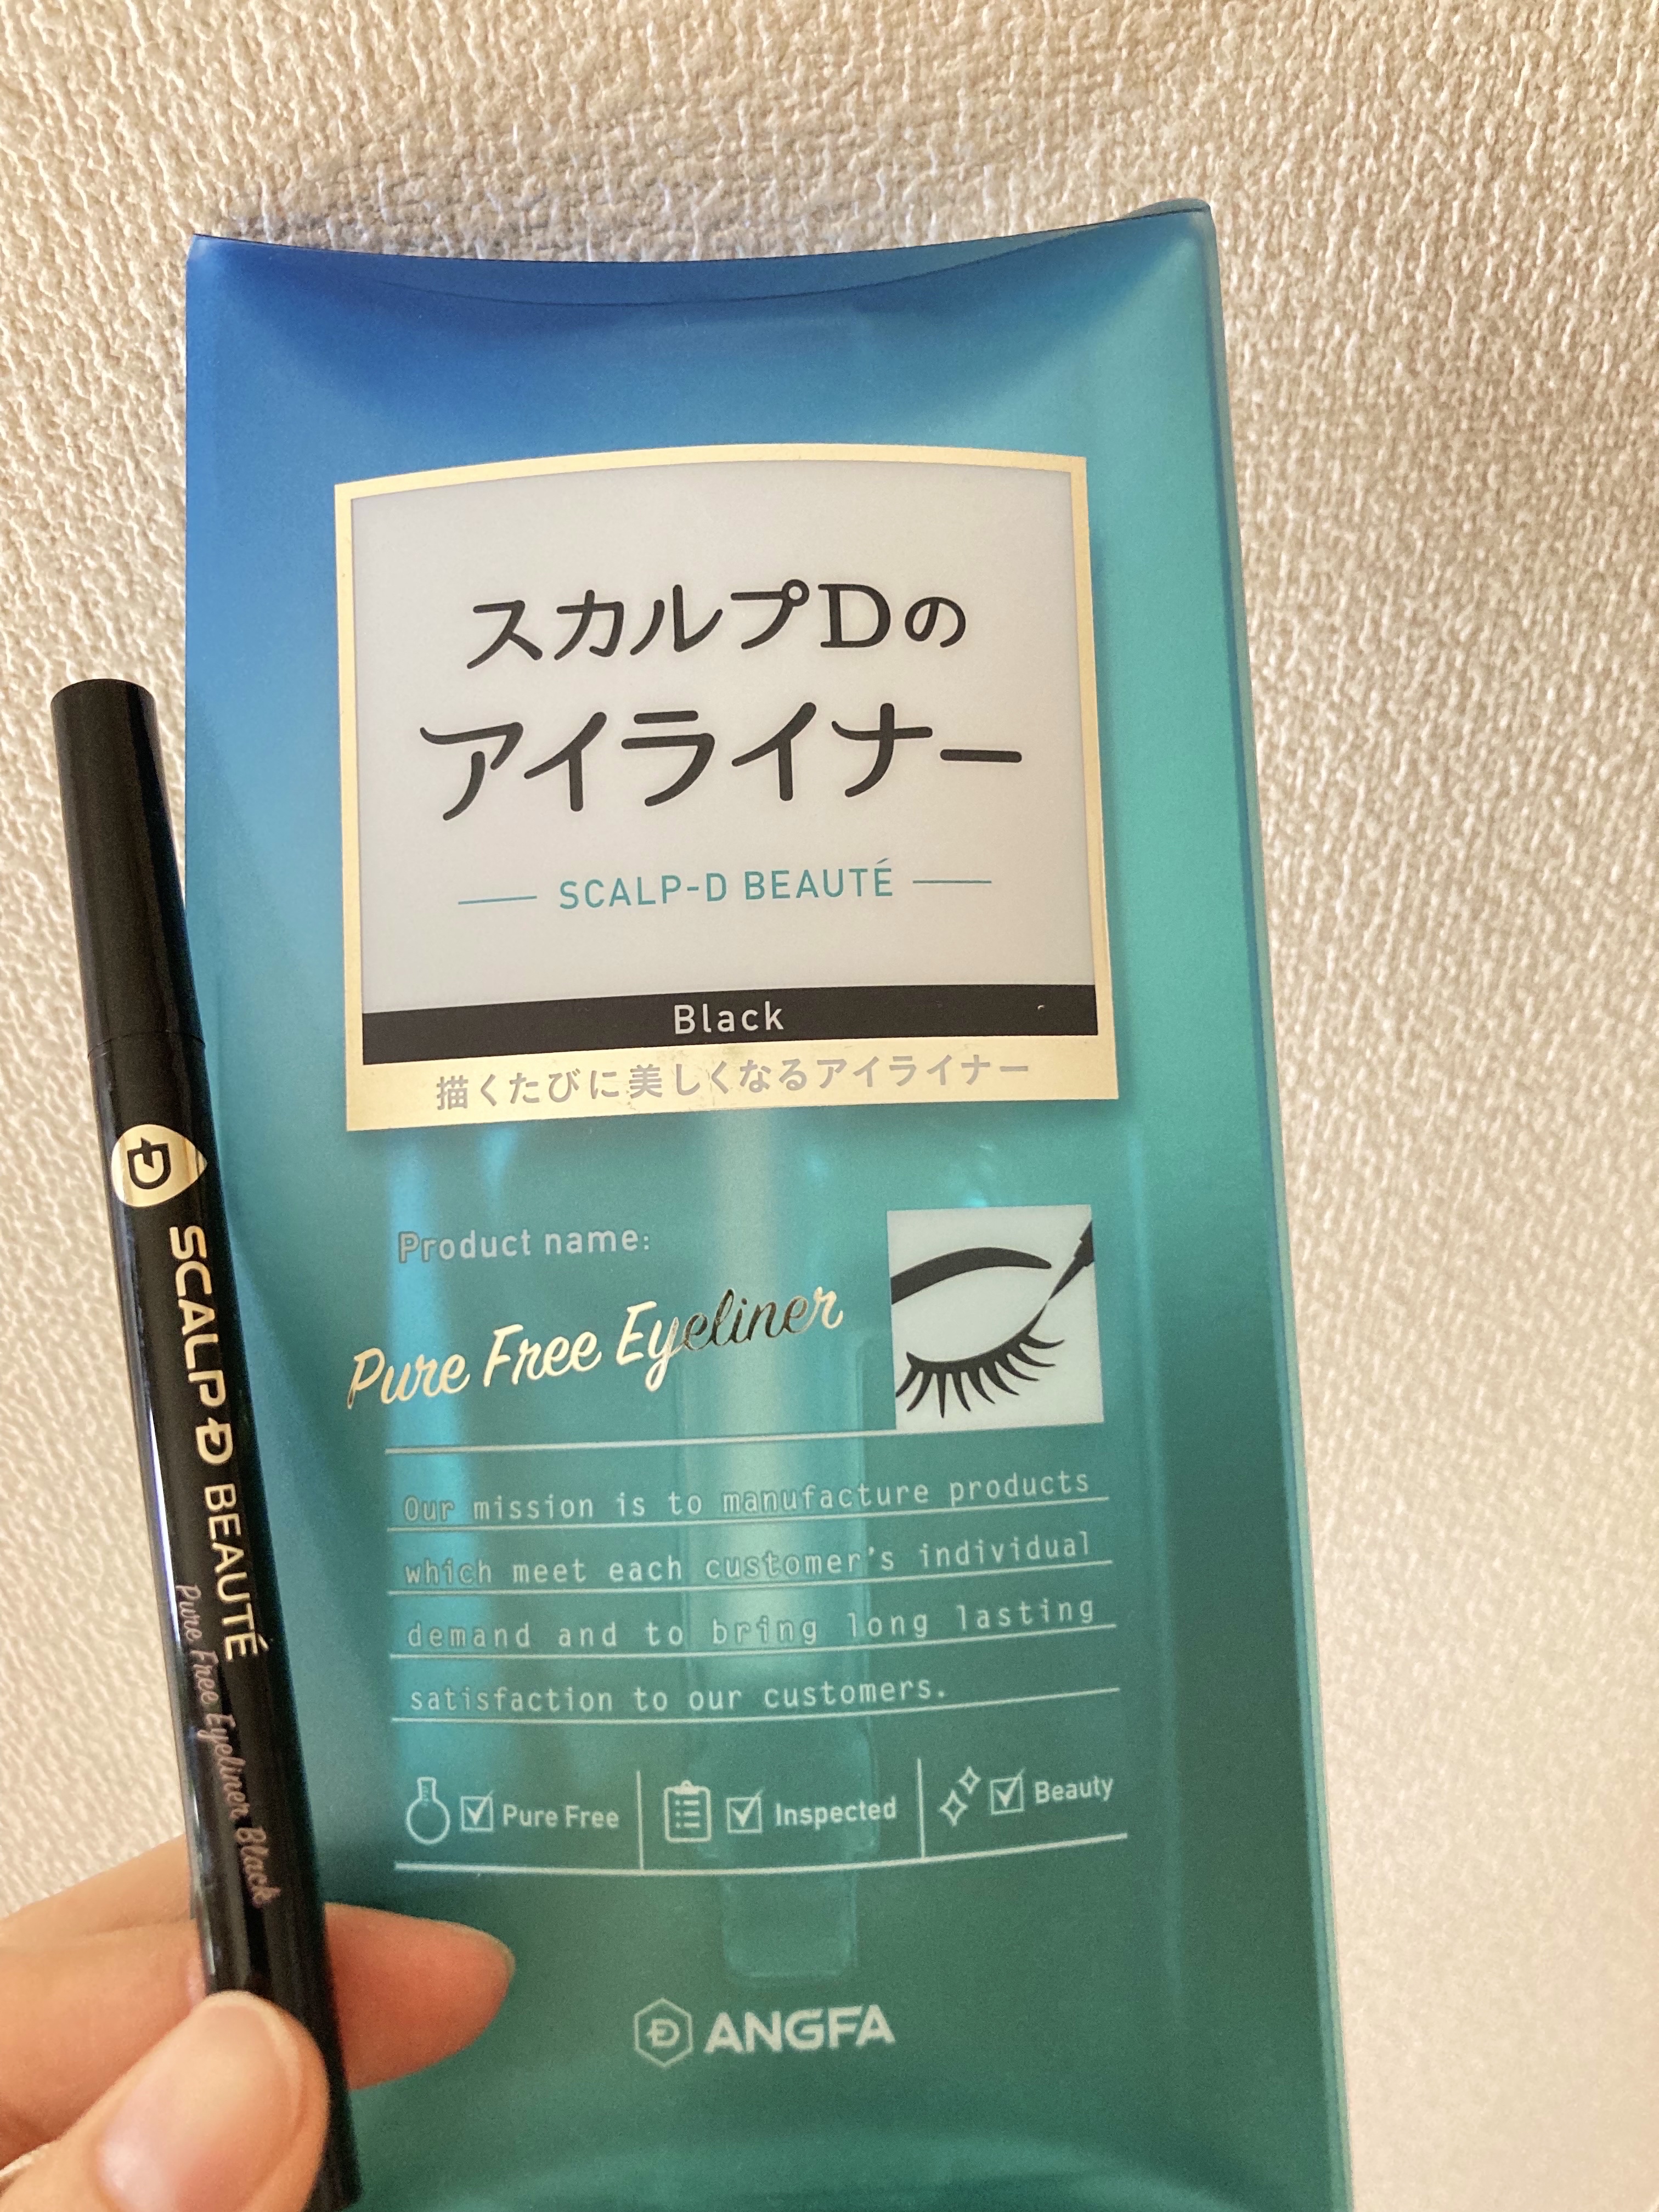 スカルプDの
アイライナー
SCALP-D BEAUTÉ
Black
描くたびに美しくなるアイライナー
Product name:
Pure Free Eyeliner
Our mission is to manufacture products
which meet each customer's individual
demand and to bring long lasting
satisfaction to our customers.
Pure Free
Inspected
Beauty
ANGFA
SCALP-D BEAUTÉ
Pure Free Eyeliner Black